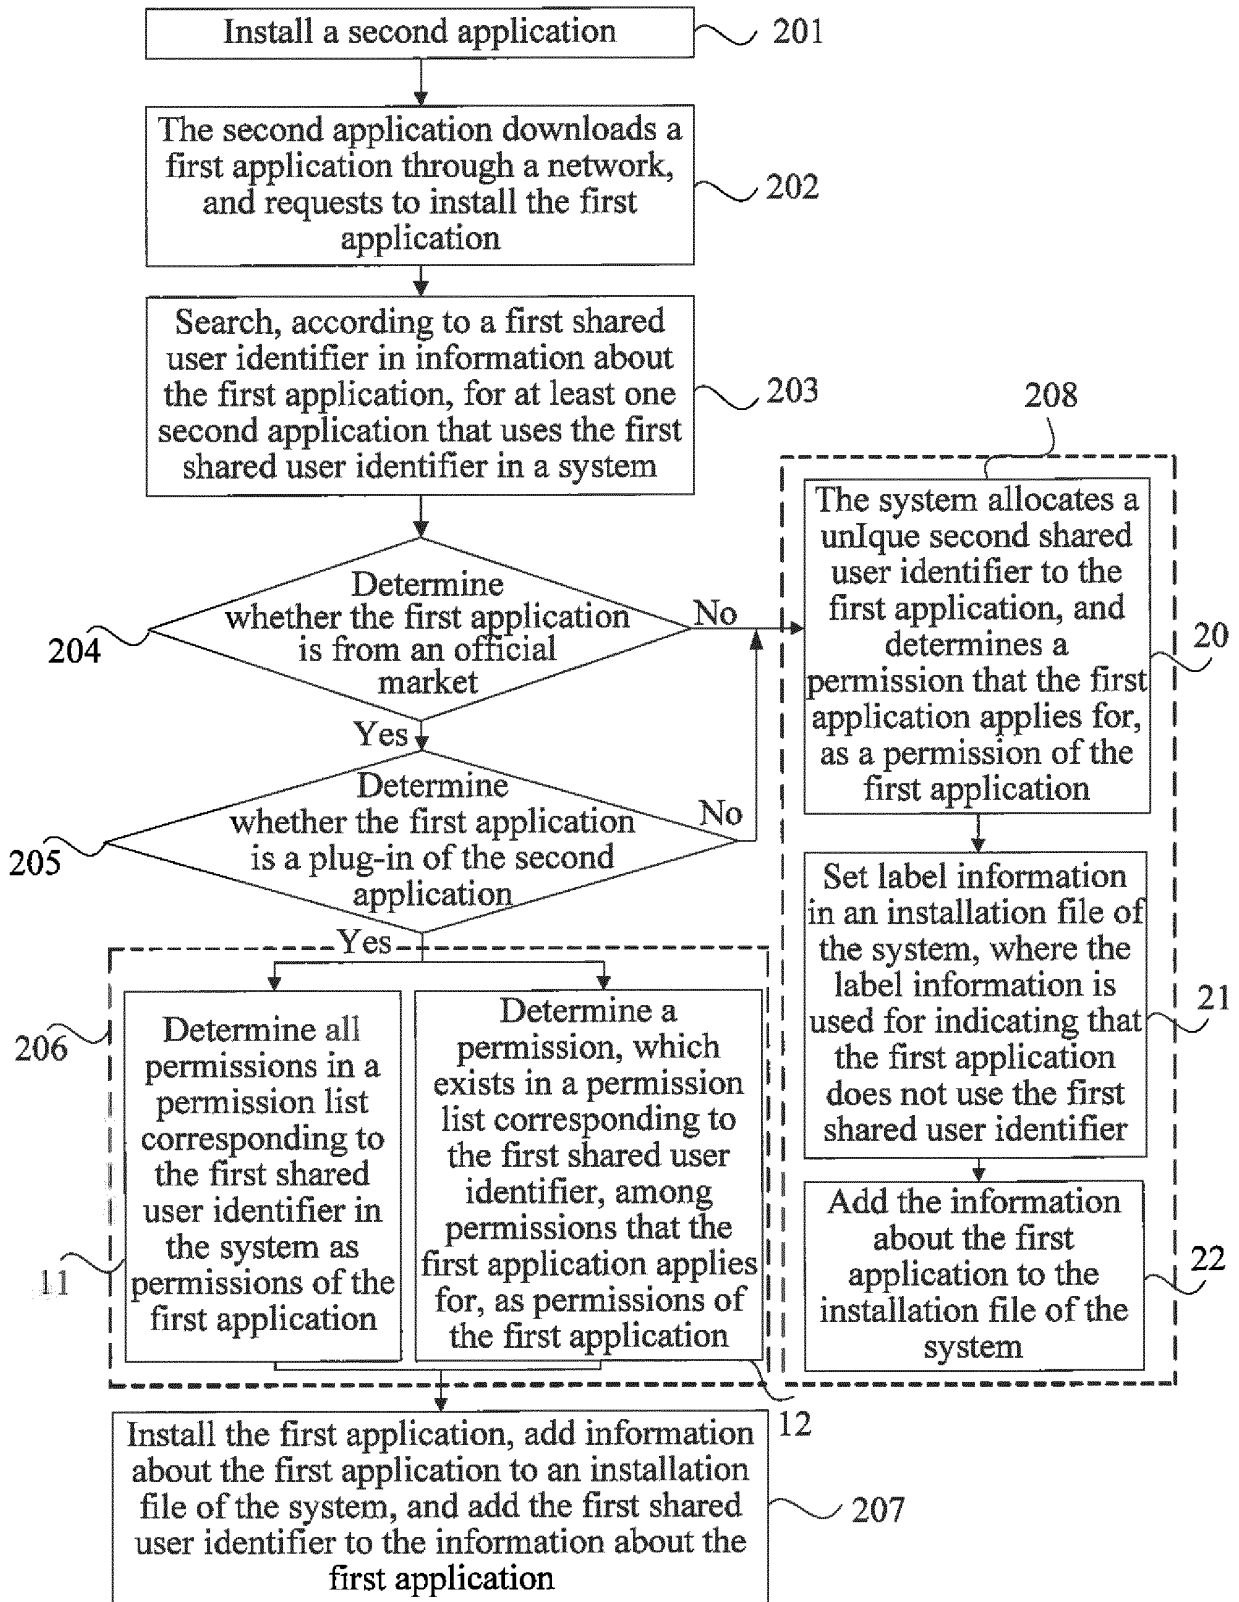 Install a second application
201
The second application downloads a
first application through a network,
and requests to install the first
application
202
Search, according to a first shared
user identifier in information about
the first application, for at least one
second application that uses the first
shared user identifier in a system
203
Determine
whether the first application
is from an official
market
204
No
Yes
Determine
whether the first application
is a plug-in of the second
application
205
No
Yes
206
Determine all
permissions in a
permission list
corresponding to
the first shared
user identifier in
the system as
permissions of the
first application
11
Determine a
permission, which
exists in a permission
list corresponding to
the first shared user
identifier, among
permissions that the
first application applies
for, as permissions of
the first application
12
Install the first application, add information
about the first application to an installation
file of the system, and add the first shared
user identifier to the information about the
first application
207
208
The system allocates a
unIque second shared
user identifier to the
first application, and
determines a
permission that the first
application applies for,
as a permission of the
first application
20
Set label information
in an installation file of
the system, where the
label information is
used for indicating that
the first application
does not use the first
shared user identifier
21
Add the information
about the first
application to the
installation file of the
system
22